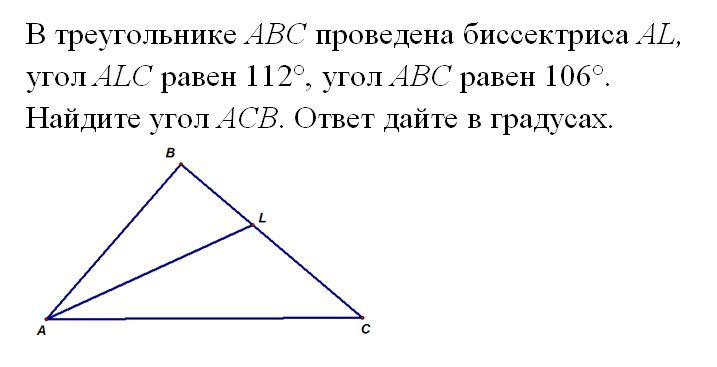 В треугольнике ABC проведена биссектриса AL,
угол ALC равен 112°, угол ABC равен 106°.
Найдите угол ACB. Ответ дайте в градусах.
B
L
A
C